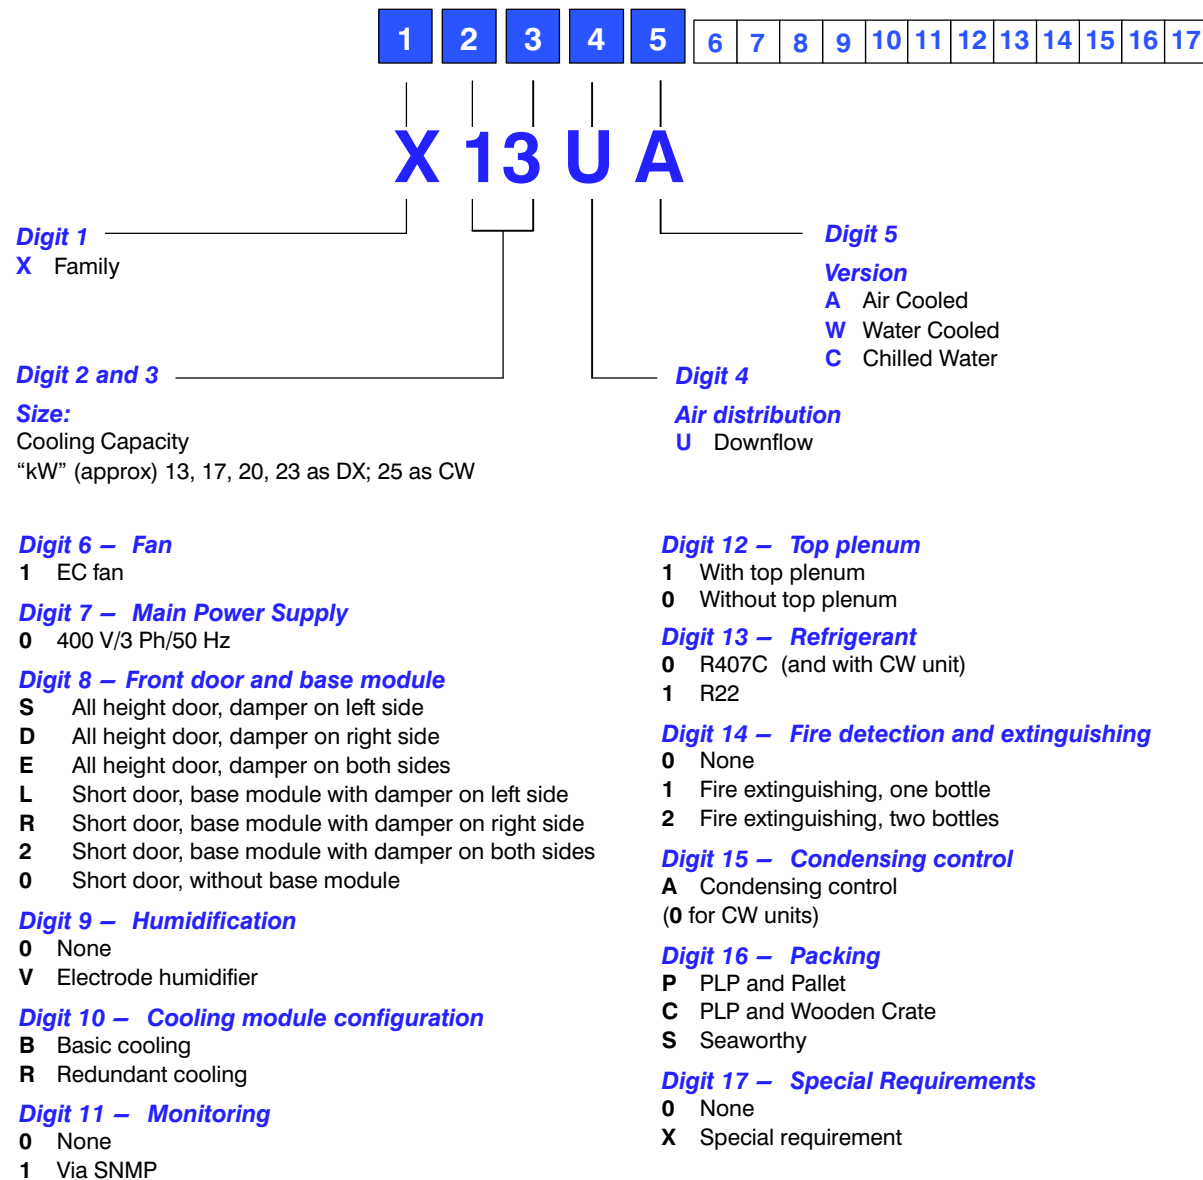 1 2 3 4 5 6 7 8 9 10 11 12 13 14 15 16 17
X 13 U A
Digit 1
X Family
Digit 5
Version
A Air Cooled
W Water Cooled
C Chilled Water
Digit 2 and 3
Size:
Cooling Capacity
“kW” (approx) 13, 17, 20, 23 as DX; 25 as CW
Digit 4
Air distribution
U Downflow
Digit 6 – Fan
1 EC fan
Digit 7 – Main Power Supply
0 400 V/3 Ph/50 Hz
Digit 8 – Front door and base module
S All height door, damper on left side
D All height door, damper on right side
E All height door, damper on both sides
L Short door, base module with damper on left side
R Short door, base module with damper on right side
2 Short door, base module with damper on both sides
0 Short door, without base module
Digit 9 – Humidification
0 None
V Electrode humidifier
Digit 10 – Cooling module configuration
B Basic cooling
R Redundant cooling
Digit 11 – Monitoring
0 None
1 Via SNMP
Digit 12 – Top plenum
1 With top plenum
0 Without top plenum
Digit 13 – Refrigerant
0 R407C (and with CW unit)
1 R22
Digit 14 – Fire detection and extinguishing
0 None
1 Fire extinguishing, one bottle
2 Fire extinguishing, two bottles
Digit 15 – Condensing control
A Condensing control
(0 for CW units)
Digit 16 – Packing
P PLP and Pallet
C PLP and Wooden Crate
S Seaworthy
Digit 17 – Special Requirements
0 None
X Special requirement